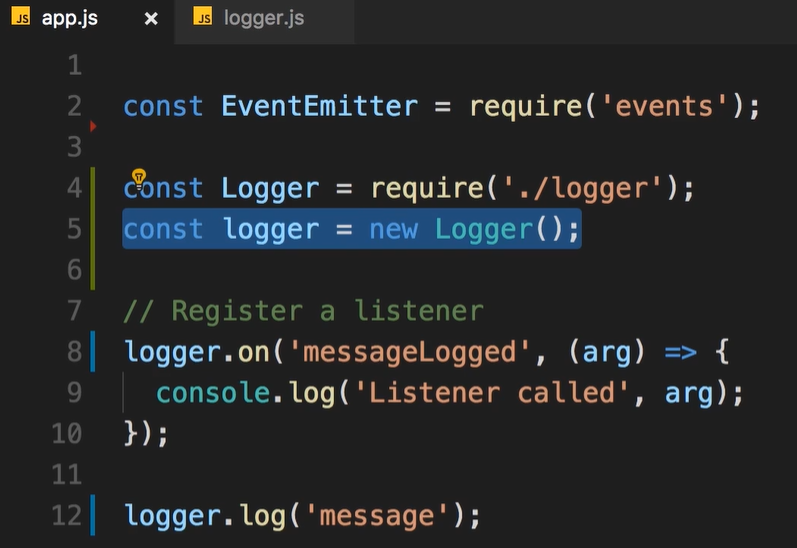 JS app.js × JS logger.js
1
2 const EventEmitter = require('events');
3
4 const Logger = require('./logger');
5 const logger = new Logger();
6
7 // Register a listener
8 logger.on('messageLogged', (arg) => {
9   console.log('Listener called', arg);
10 });
11
12 logger.log('message');